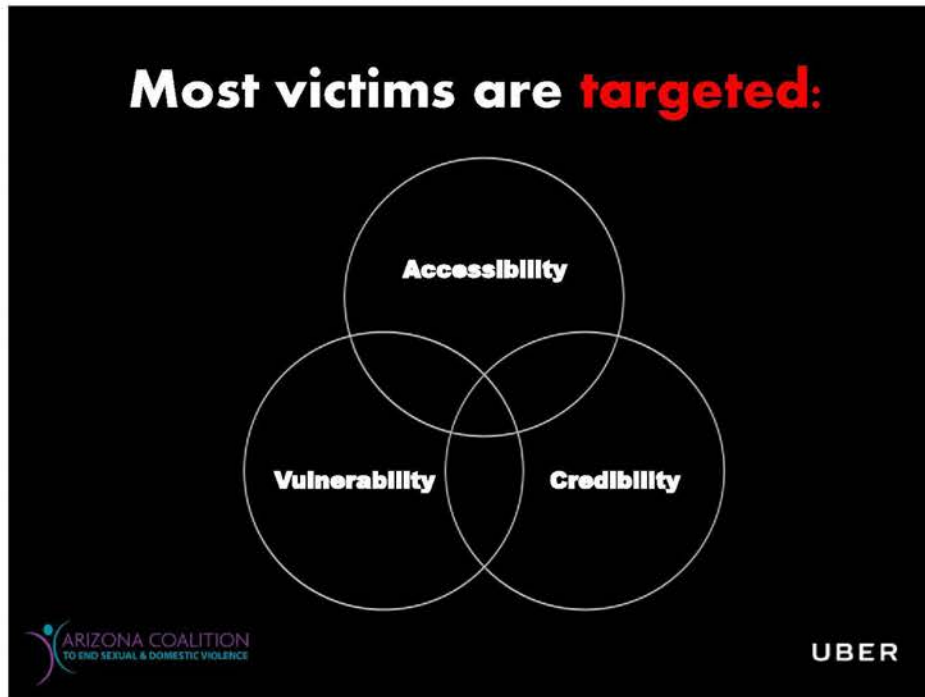 Most victims are targeted:
Accessibility
Vulnerability
Credibility
ARIZONA COALITION
TO END SEXUAL & DOMESTIC VIOLENCE
UBER